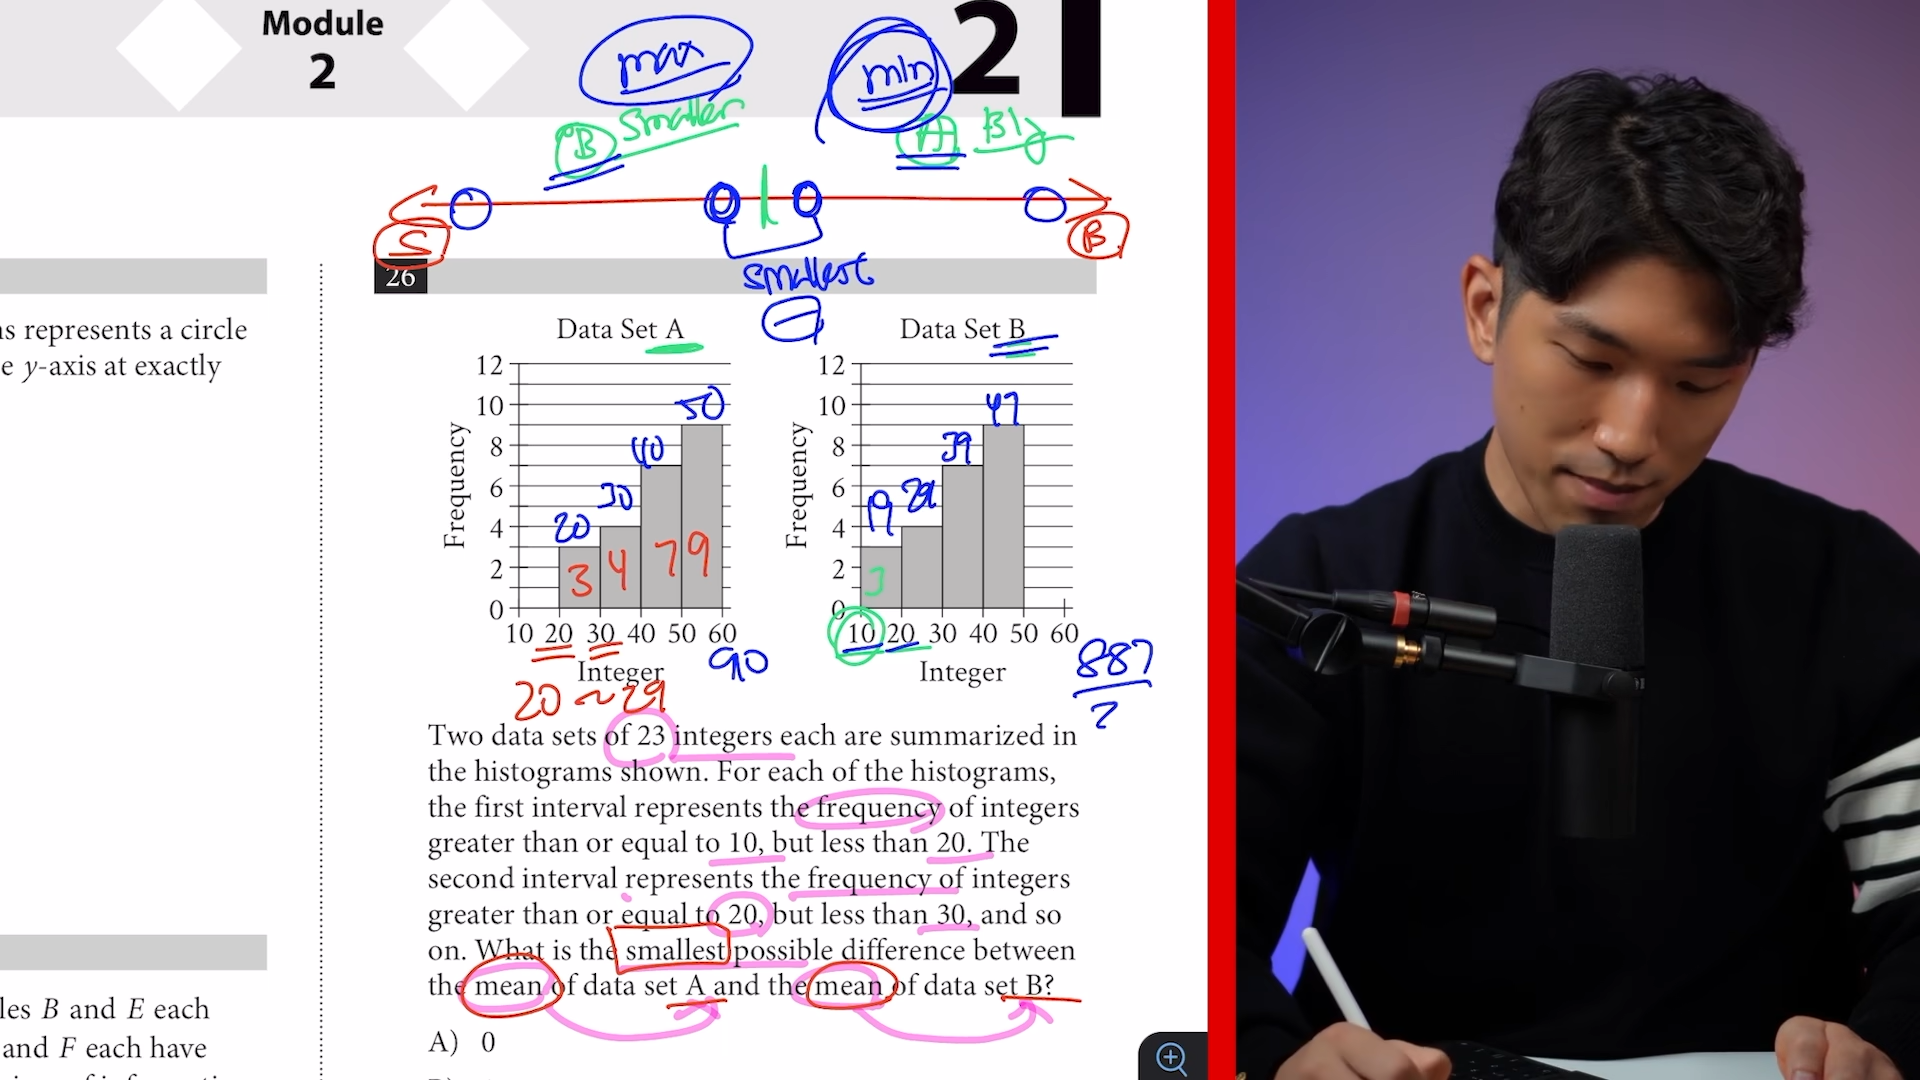 Module
2
2
max
min
B smaller
A Big
S
B
26
smallest
ns represents a circle
e y-axis at exactly
Data Set A
Data Set B
12
10
8
6
4
2
0
Frequency
20
30
40
50
3
4
7
9
10 20 30 40 50 60
Integer
90
20 ~ 29
12
10
8
6
4
2
0
Frequency
19
29
39
49
3
10 20 30 40 50 60
Integer
887
2
Two data sets of 23 integers each are summarized in
the histograms shown. For each of the histograms,
the first interval represents the frequency of integers
greater than or equal to 10, but less than 20. The
second interval represents the frequency of integers
greater than or equal to 20, but less than 30, and so
on. What is the smallest possible difference between
the mean of data set A and the mean of data set B?
A) 0
les B and E each
and F each have